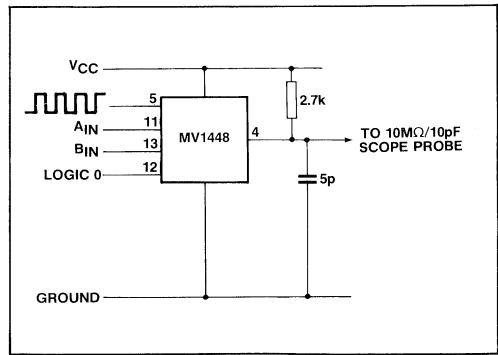 VCC
5
2.7k
AIN
11
MV1448
4
TO 10MΩ/10pF
SCOPE PROBE
BIN
13
LOGIC 0
12
5p
GROUND